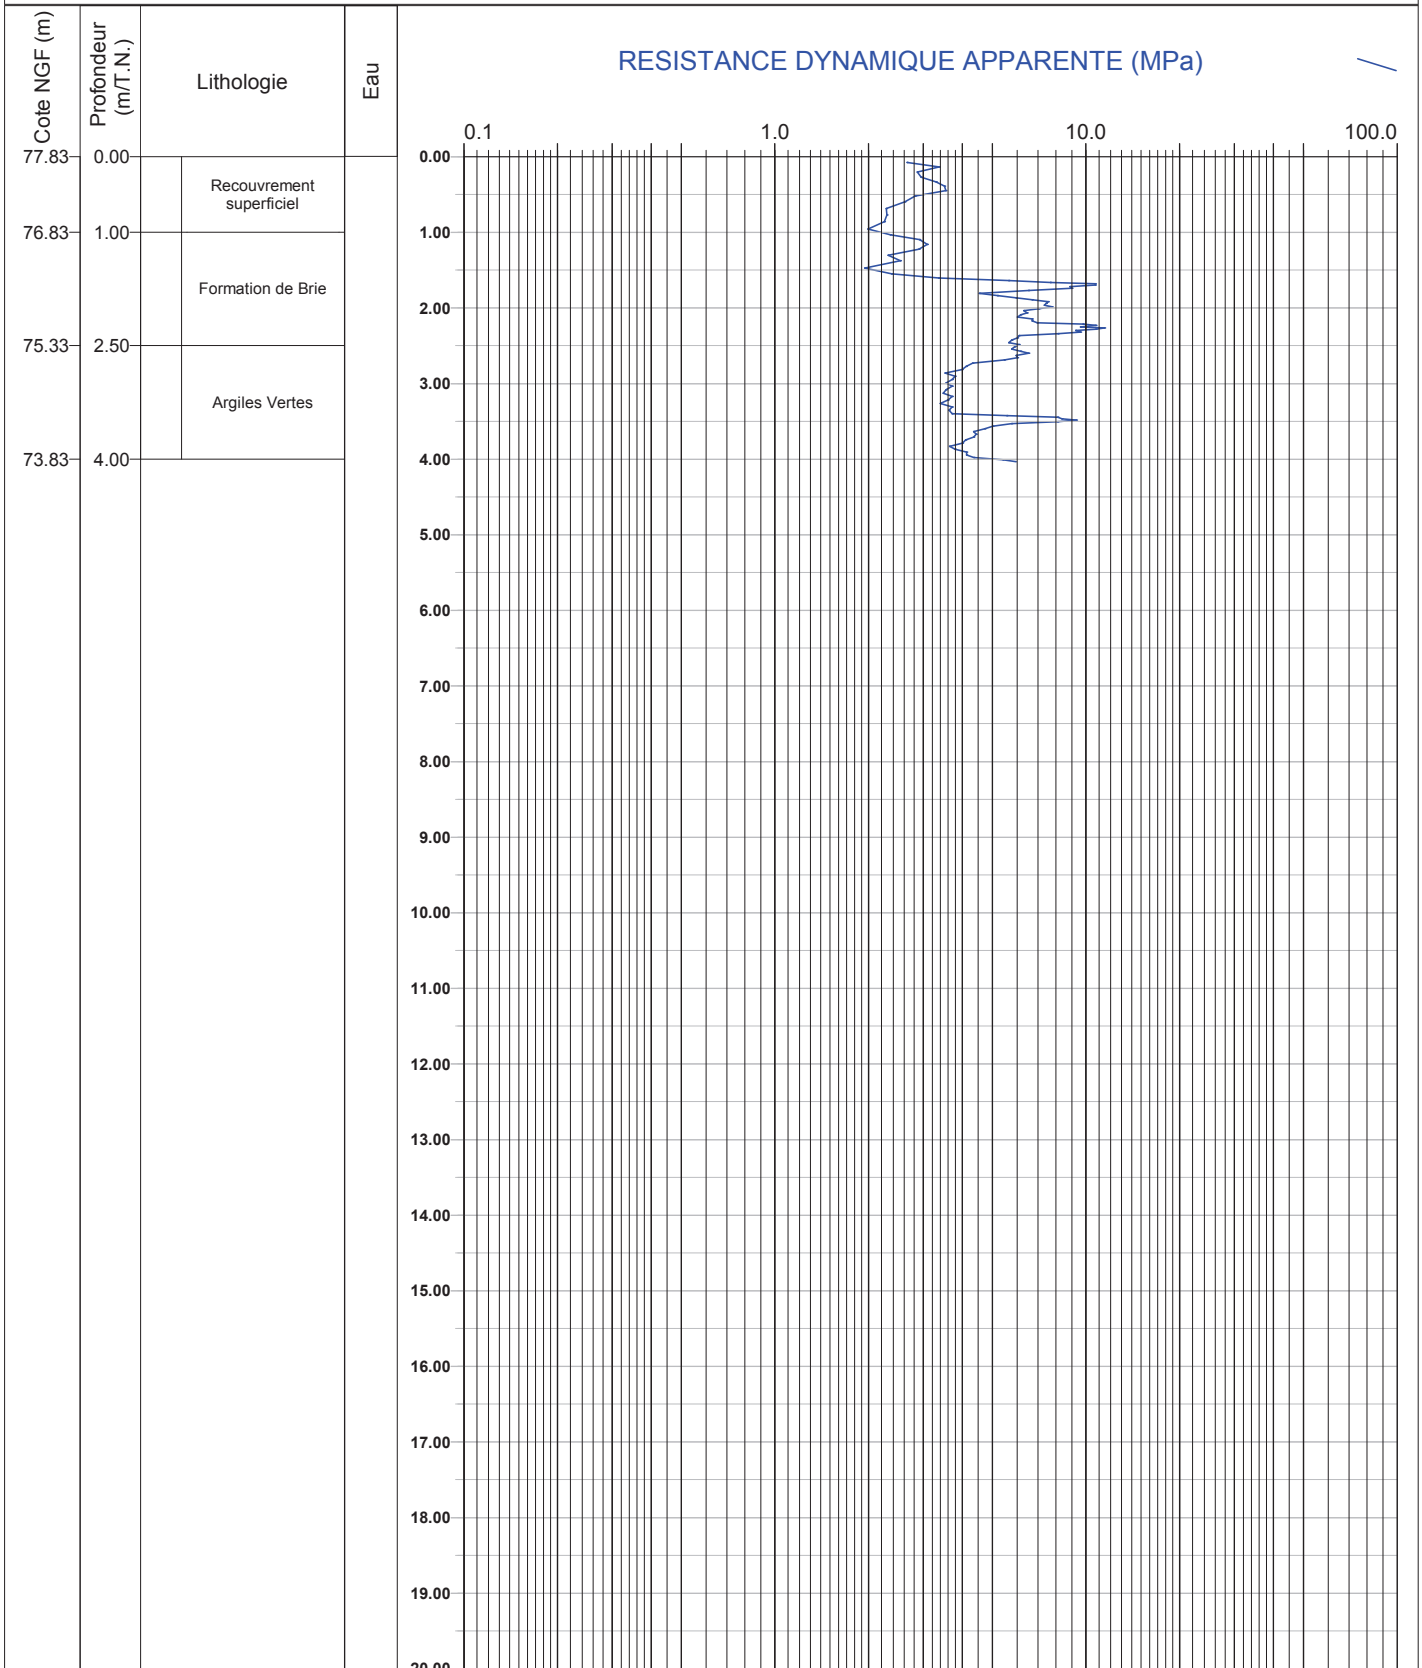 Cote NGF (m)
Profondeur
(m/T.N.)
Lithologie
Eau
RESISTANCE DYNAMIQUE APPARENTE (MPa)
0.1 1.0 10.0 100.0
77.83 0.00 0.00
Recouvrement
superficiel
76.83 1.00 1.00
Formation de Brie
2.00
75.33 2.50
3.00
Argiles Vertes
73.83 4.00 4.00
5.00
6.00
7.00
8.00
9.00
10.00
11.00
12.00
13.00
14.00
15.00
16.00
17.00
18.00
19.00
20.00